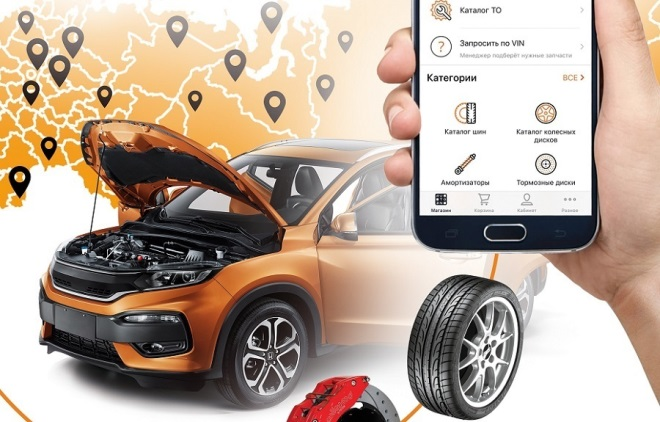 Каталог ТО
Запросить по VIN
Менеджер подберёт нужные запчасти
Категории
ВСЕ
Каталог шин
Каталог колесных
дисков
Амортизаторы
Тормозные диски
Магазин
Корзина
Кабинет
Разное